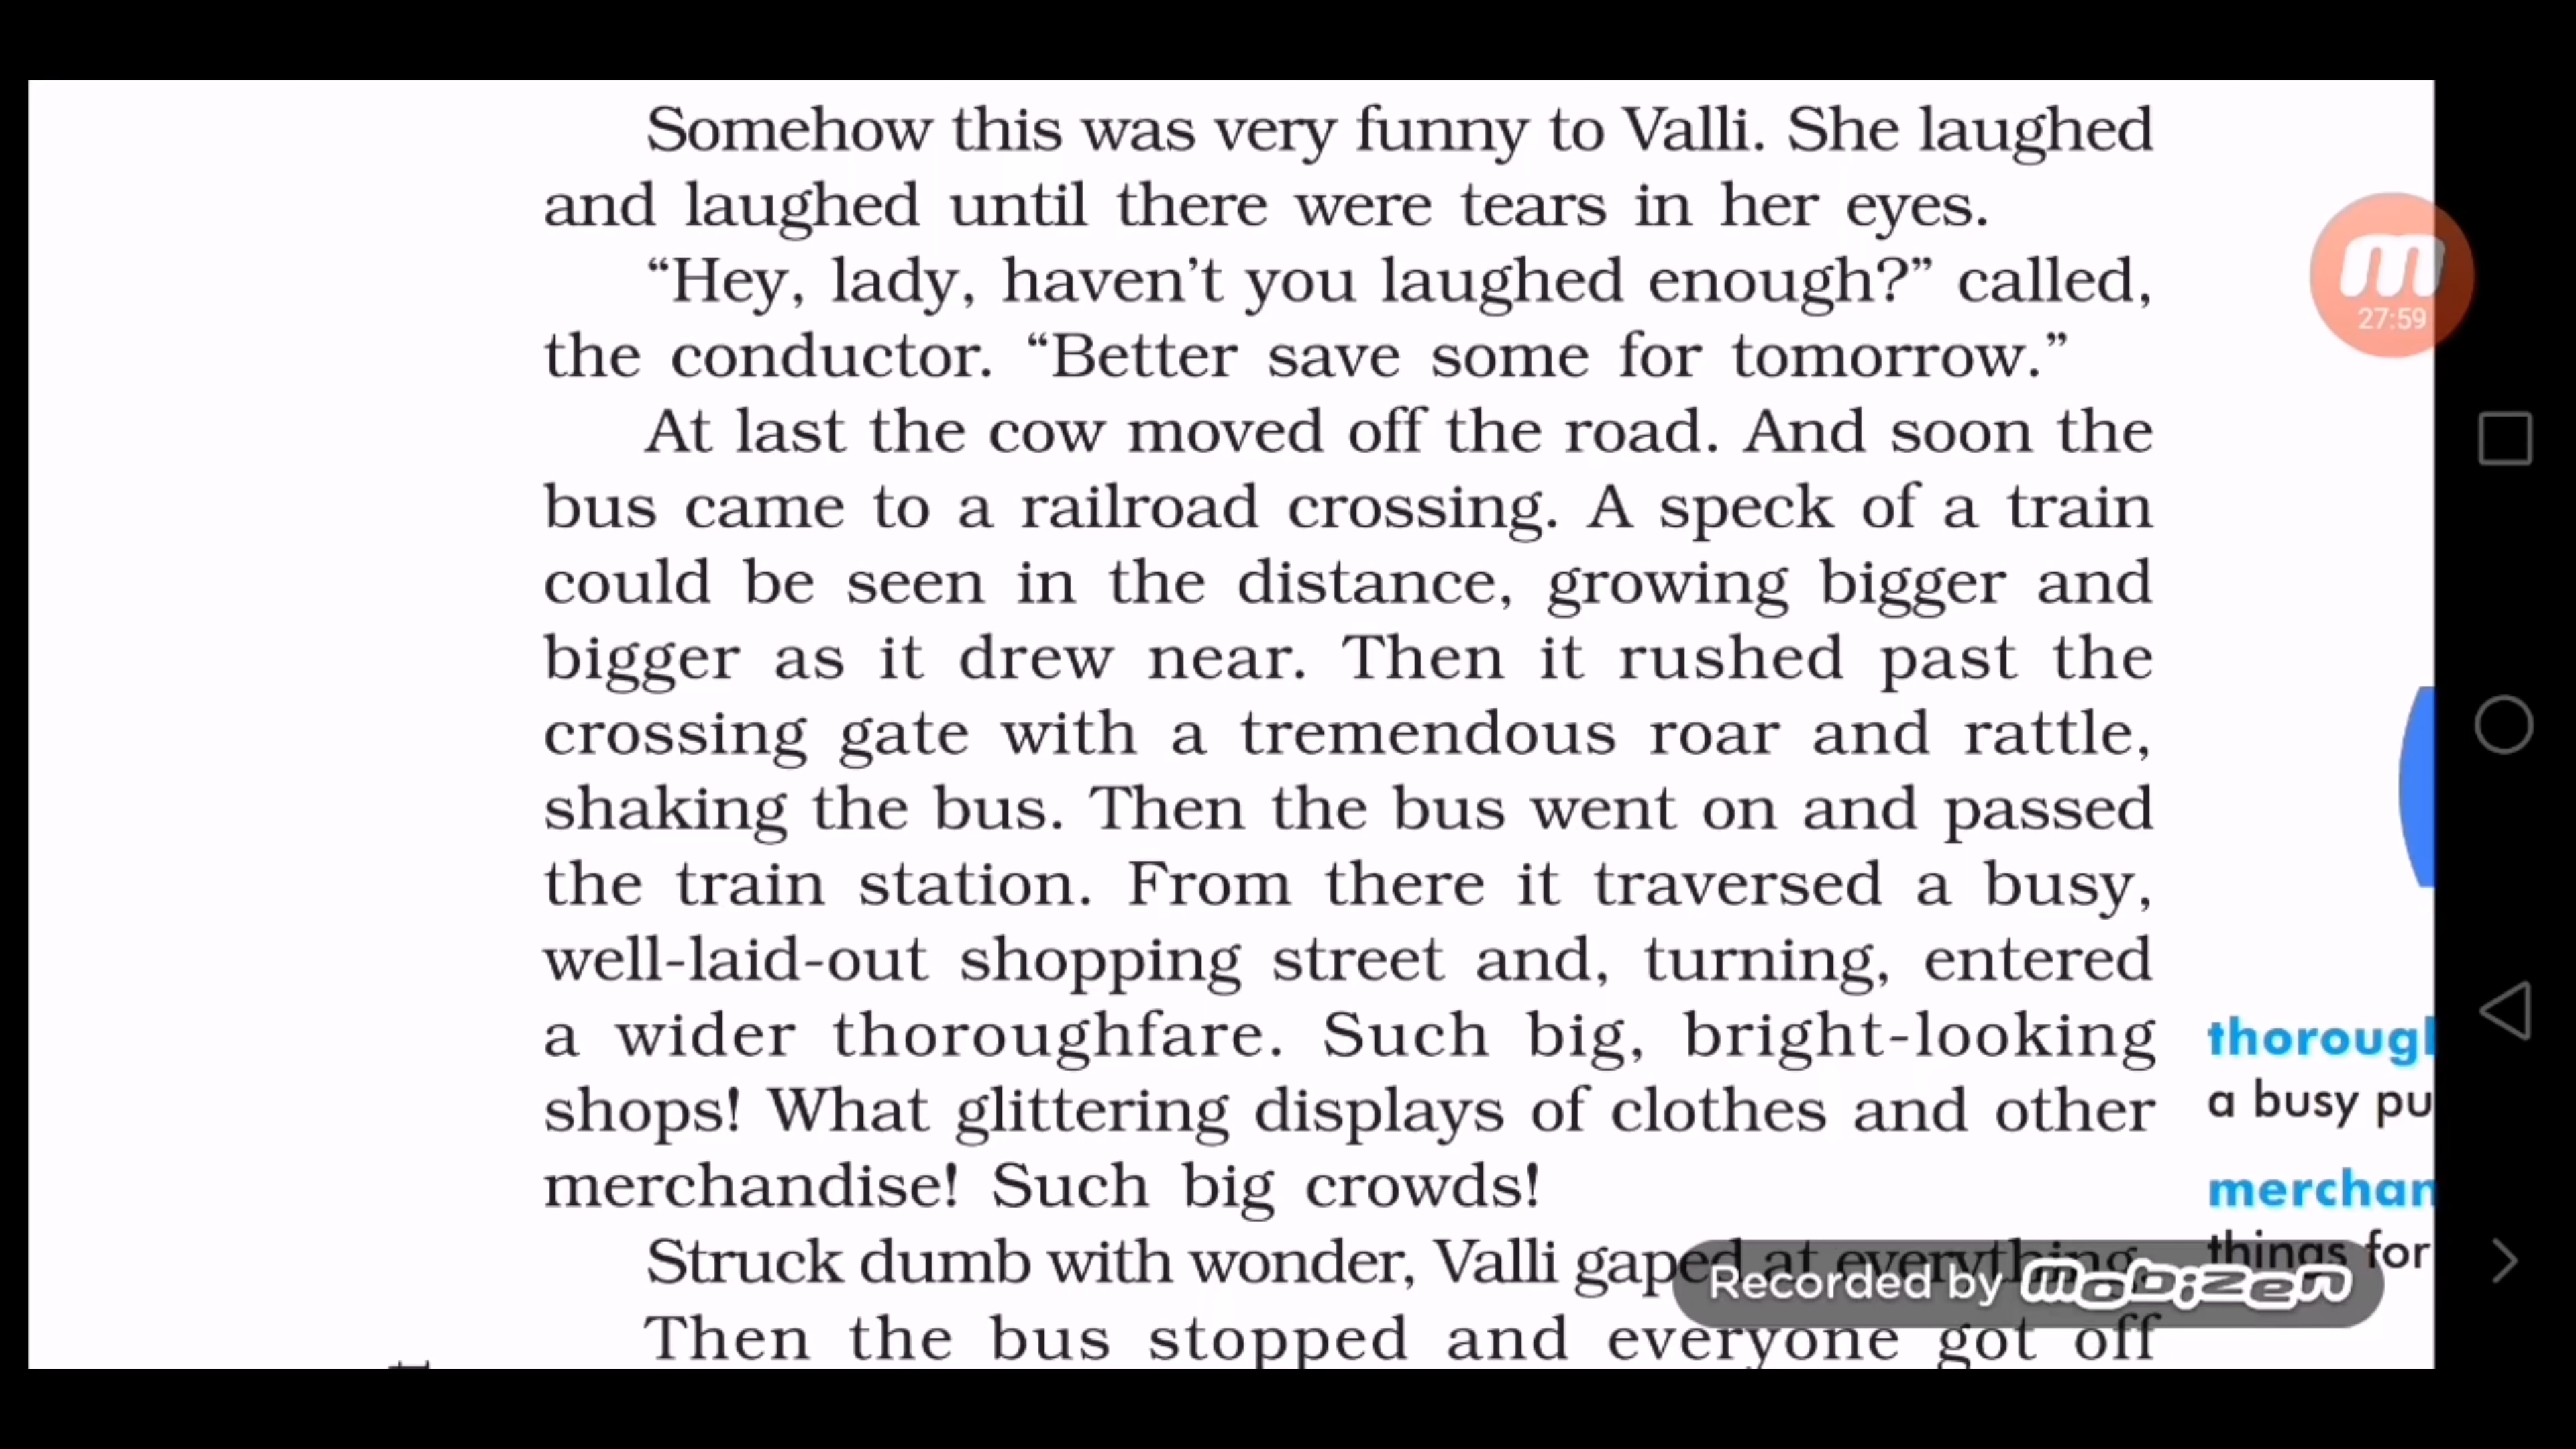 Somehow this was very funny to Valli. She laughed
and laughed until there were tears in her eyes.
“Hey, lady, haven’t you laughed enough?” called,
the conductor. “Better save some for tomorrow.”
At last the cow moved off the road. And soon the
bus came to a railroad crossing. A speck of a train
could be seen in the distance, growing bigger and
bigger as it drew near. Then it rushed past the
crossing gate with a tremendous roar and rattle,
shaking the bus. Then the bus went on and passed
the train station. From there it traversed a busy,
well-laid-out shopping street and, turning, entered
a wider thoroughfare. Such big, bright-looking
shops! What glittering displays of clothes and other
merchandise! Such big crowds!
Struck dumb with wonder, Valli gaped at everything.
Then the bus stopped and everyone got off
a busy pu
things for
m
27:59
Recorded by mobizen